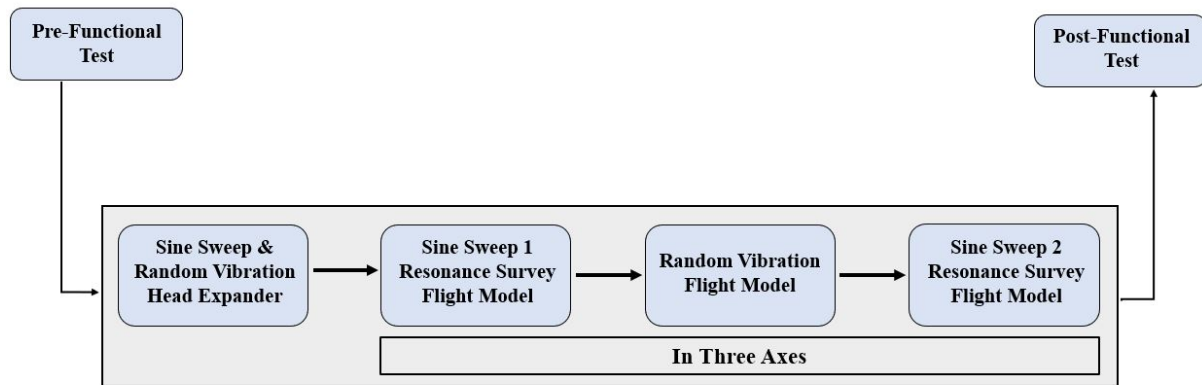 Pre-Functional
Test
Post-Functional
Test
Sine Sweep &
Random Vibration
Head Expander
Sine Sweep 1
Resonance Survey
Flight Model
Random Vibration
Flight Model
Sine Sweep 2
Resonance Survey
Flight Model
In Three Axes